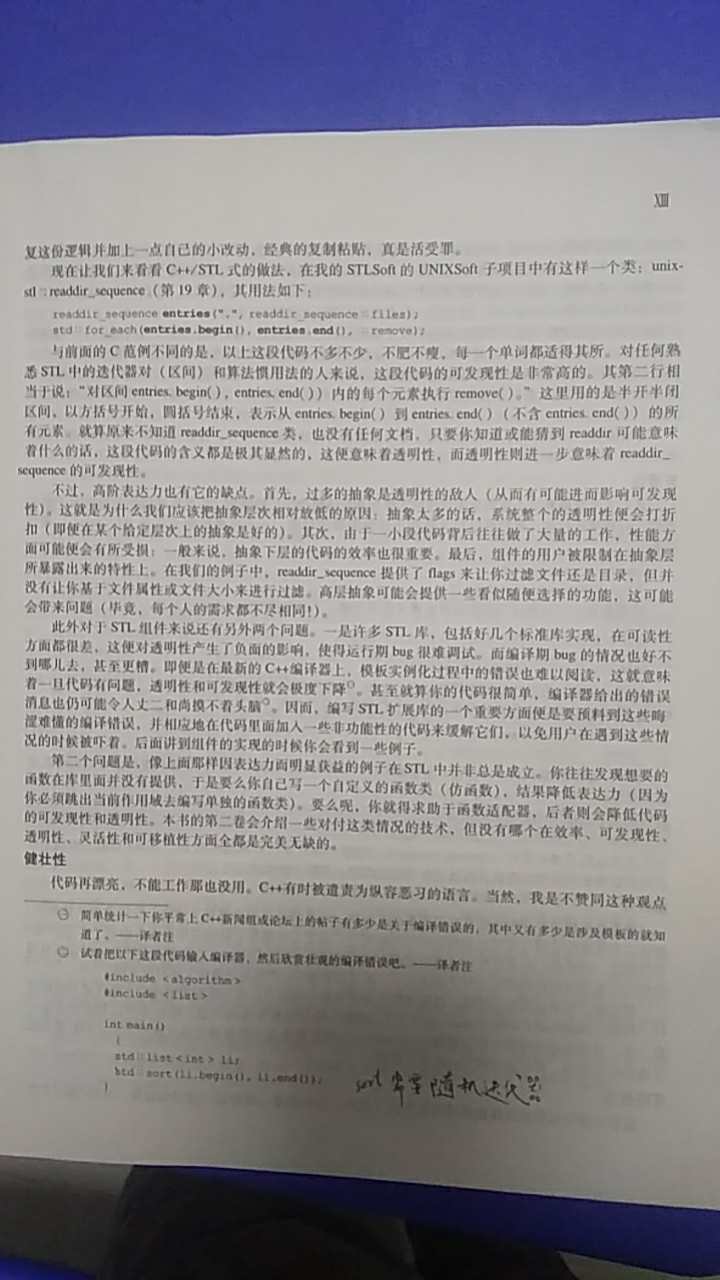 XIII
复这份逻辑并加上一点自己的小改动，经典的复制粘贴，真是活受罪。
现在让我们来看看 C++/STL 式的做法，在我的 STLSoft 的 UNIXSoft 子项目中有这样一个类：unix-
stl::readdir_sequence（第 19 章），其用法如下：
readdir_sequence entries(".", readdir_sequence::files);
std::for_each(entries.begin(), entries.end(), ::remove);
与前面的 C 范例不同的是，以上这段代码不多不少，不肥不瘦，每一个单词都适得其所。对任何熟
悉 STL 中的迭代器对（区间）和算法惯用法的人来说，这段代码的可发现性是非常高的。其第二行相
当于说：“对区间 entries. begin()，entries. end()）内的每个元素执行 remove()。”这里用的是半开半闭
区间，以方括号开始，圆括号结束，表示从 entries. begin() 到 entries. end()（不含 entries. end()）的所
有元素。就算原来不知道 readdir_sequence 类，也没有任何文档，只要你知道或能猜到 readdir 可能意味
着什么的话，这段代码的含义都是极其显然的，这便意味着透明性，而透明性则进一步意味着 readdir_
sequence 的可发现性。
不过，高阶表达力也有它的缺点。首先，过多的抽象是透明性的敌人（从而有可能进而影响可发现
性）。这就是为什么我们应该把抽象层次相对放低的原因：抽象太多的话，系统整个的透明性便会打折
扣（即便在某个给定层次上的抽象是好的）。其次，由于一小段代码背后往往做了大量的工作，性能方
面可能便会有所受损：一般来说，抽象下层的代码的效率也很重要。最后，组件的用户被限制在抽象层
所暴露出来的特性上。在我们的例子中，readdir_sequence 提供了 flags 来让你过滤文件还是目录，但并
没有让你基于文件属性或文件大小来进行过滤。高层抽象可能会提供一些看似随便选择的功能，这可能
会带来问题（毕竟，每个人的需求都不尽相同!）。
此外对于 STL 组件来说还有另外两个问题。一是许多 STL 库，包括好几个标准库实现，在可读性
方面都很差，这便对透明性产生了负面的影响，使得运行期 bug 很难调试。而编译期 bug 的情况也好不
到哪儿去，甚至更糟。即便是在最新的 C++编译器上，模板实例化过程中的错误也难以阅读，这就意味
着一旦代码有问题，透明性和可发现性就会极度下降㊀。甚至就算你的代码很简单，编译器给出的错误
消息也仍可能令人丈二和尚摸不着头脑㊁。因而，编写 STL 扩展库的一个重要方面便是要预料到这些晦
涩难懂的编译错误，并相应地在代码里面加入一些非功能性的代码来缓解它们，以免用户在遇到这些情
况的时候被吓着。后面讲到组件的实现的时候你会看到一些例子。
第二个问题是，像上面那样因表达力而明显获益的例子在 STL 中并非总是成立。你往往发现想要的
函数在库里面并没有提供，于是要么你自己写一个自定义的函数类（仿函数），结果降低表达力（因为
你必须跳出当前作用域去编写单独的函数类）。要么呢，你就得求助于函数适配器，后者则会降低代码
的可发现性和透明性。本书的第二卷会介绍一些对付这类情况的技术，但没有哪个在效率、可发现性、
透明性、灵活性和可移植性方面全都是完美无缺的。
健壮性
代码再漂亮，不能工作那也没用。C++有时被遣责为纵容恶习的语言。当然，我是不赞同这种观点
㊀ 简单统计一下你平常上 C++新闻组或论坛上的帖子有多少是关于编译错误的，其中又有多少是涉及模板的就知
道了。——译者注
㊁ 试着把以下这段代码输入编译器，然后欣赏壮观的编译错误吧。——译者注
#include <algorithm>
#include <list>
int main()
{
std::list<int> li;
std::sort(li.begin(), li.end());
}
sort 需要随机迭代器